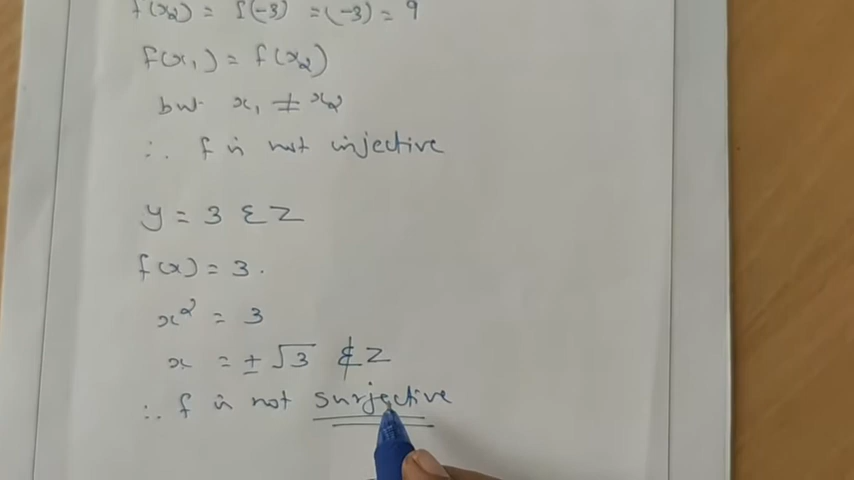 f(x₂) = f(-3) = (-3) = 9
f(x₁) = f(x₂)
but x₁ ≠ x₂
∴ f is not injective
y = 3 ∈ Z
f(x) = 3.
x² = 3
x = ± √3 ∉ Z
∴ f is not surjective